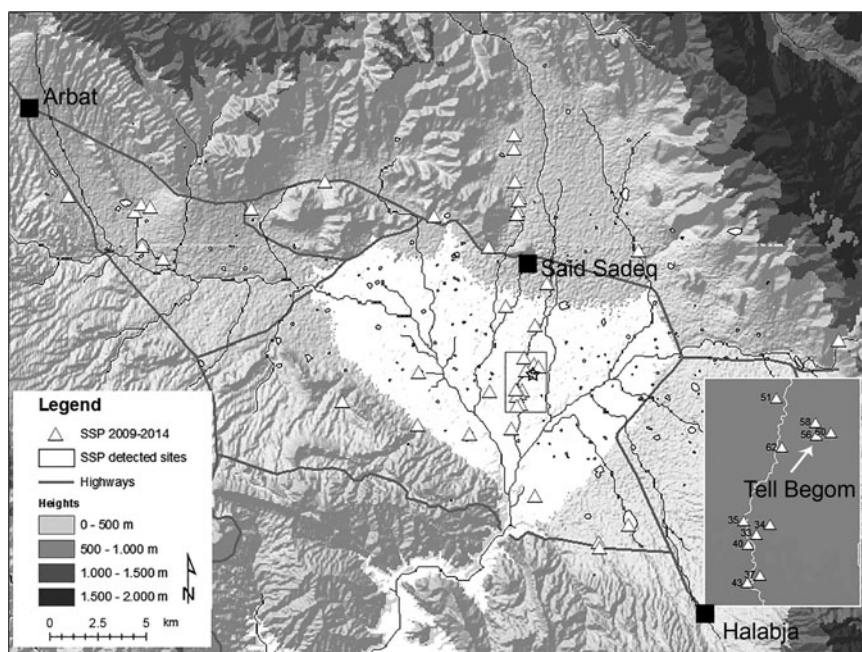 Arbat
Said Sadeq
Legend
SSP 2009-2014
SSP detected sites
Highways
Heights
0 - 500 m
500 - 1.000 m
1.000 - 1.500 m
1.500 - 2.000 m
N
0 1,25 2,5 5
km
51
58
56 50
62
Tell Begom
35
34
33
40
37
43
Halabja